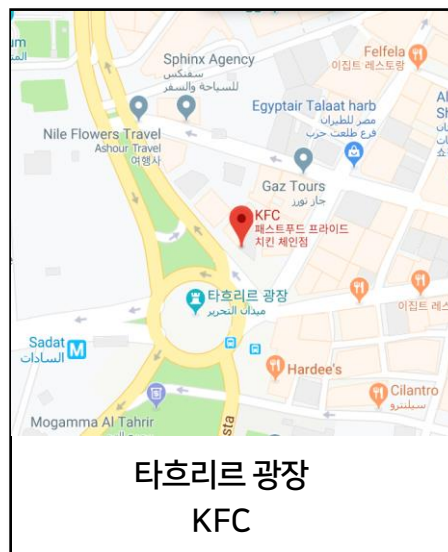 Sphinx Agency
سفنكس
للسياحة والسفر
Felfela
이집트 레스토랑
um
Nile Flowers Travel
Ashour Travel
여행사
Egyptair Talaat harb
مصر للطيران
فرع طلعت حرب
Al
Sh
Gaz Tours
جاز تورز
KFC
패스트푸드 프라이드
치킨 체인점
타흐리르 광장
ميدان التحرير
이집트 레스
Sadat
السادات
M
Hardee's
Cilantro
سيلنترو
Mogamma Al Tahrir
sta
타흐리르 광장
KFC